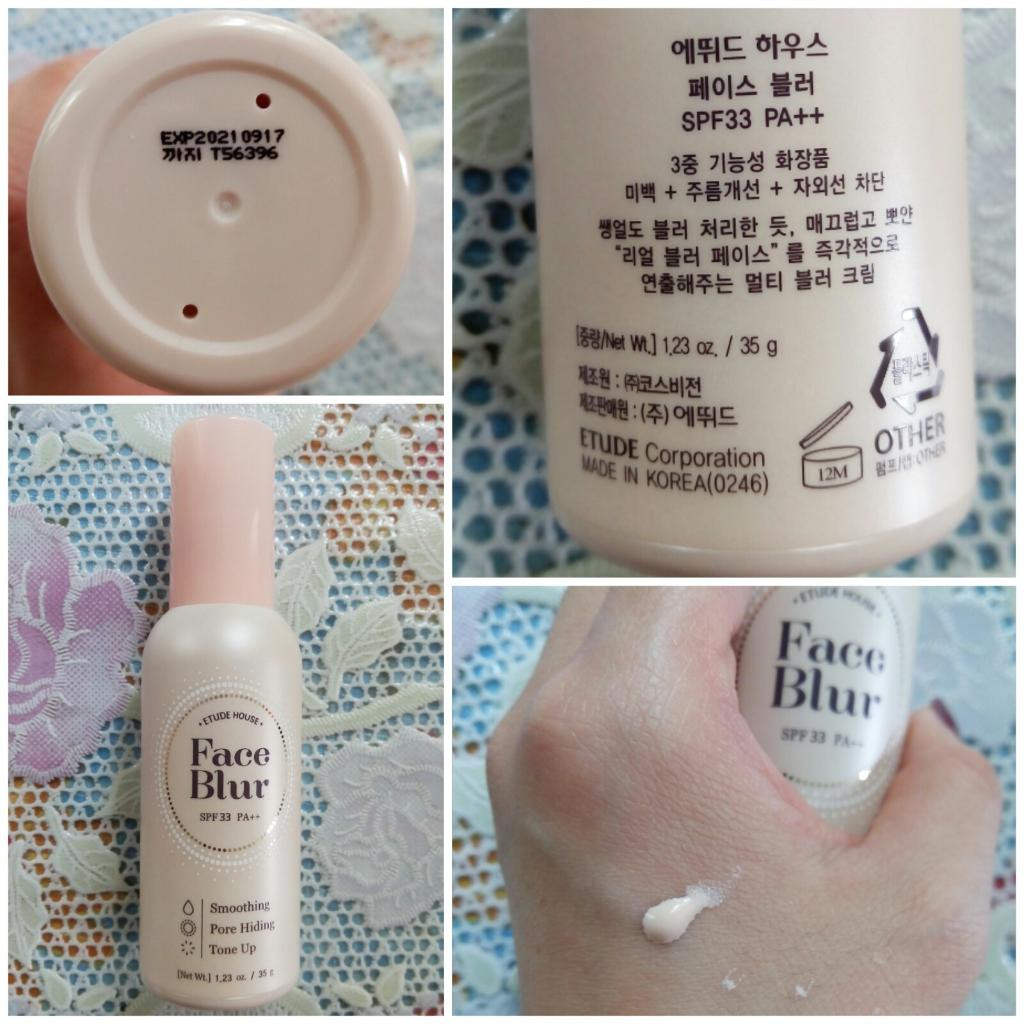 EXP20210917
까지 T56396
에뛰드 하우스
페이스 블러
SPF33 PA++
3중 기능성 화장품
미백 + 주름개선 + 자외선 차단
쌩얼도 블러 처리한 듯, 매끄럽고 뽀얀
"리얼 블러 페이스" 를 즉각적으로
연출해주는 멀티 블러 크림
[중량/Net Wt.] 1.23 oz. / 35 g
제조원 : ㈜코스비전
제조판매원 : (주) 에뛰드
ETUDE Corporation
MADE IN KOREA(0246)
12M
플라스틱
OTHER
펌프/캡:OTHER
• ETUDE HOUSE •
Face
Blur
SPF33 PA++
Smoothing
Pore Hiding
Tone Up
[Net Wt.] 1.23 oz. / 35 g
• ETUDE HOUSE •
Face
Blur
SPF33 PA++